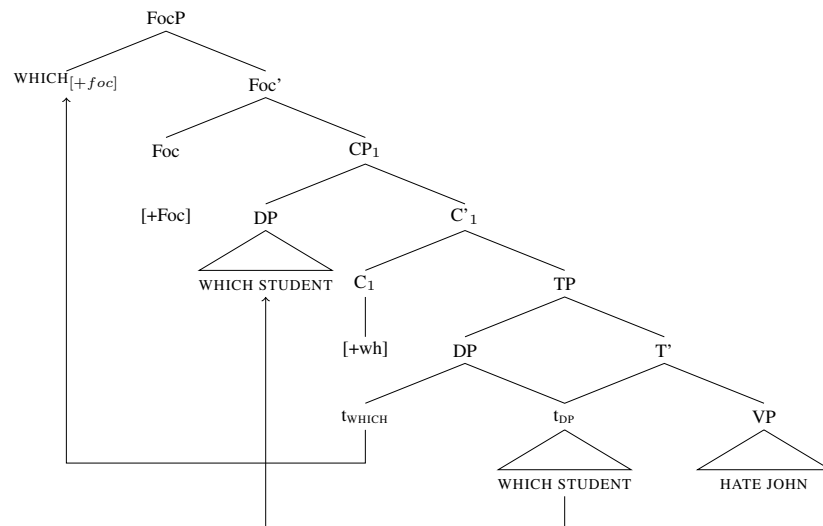 FocP
WHICH[+foc] Foc'
Foc CP1
[+Foc] DP C'1
WHICH STUDENT C1 TP
[+wh] DP T'
tWHICH tDP VP
WHICH STUDENT HATE JOHN